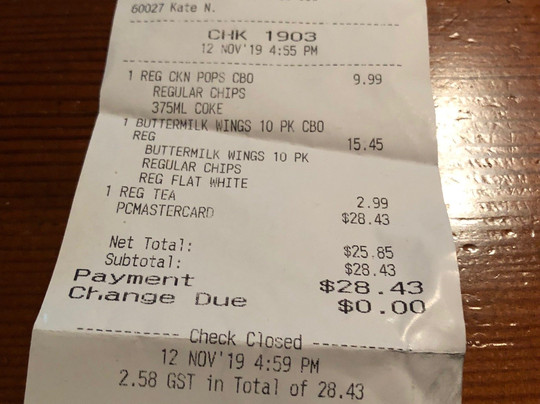 60027 Kate N.
CHK 1903
12 NOV'19 4:55 PM
1 REG CKN POPS CBO 9.99
REGULAR CHIPS
375ML COKE
1 BUTTERMILK WINGS 10 PK CBO
REG 15.45
BUTTERMILK WINGS 10 PK
REGULAR CHIPS
REG FLAT WHITE
1 REG TEA 2.99
PCMASTERCARD $28.43
Net Total: $25.85
Subtotal: $28.43
Payment $28.43
Change Due $0.00
Check Closed
12 NOV'19 4:59 PM
2.58 GST in Total of 28.43